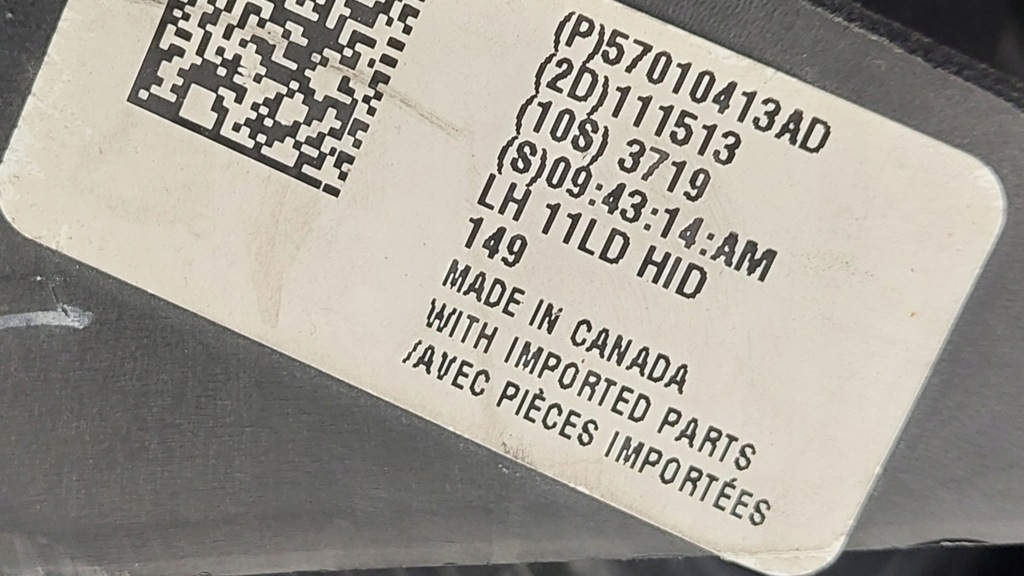 (P)57010413AD
(2D)111513
(10S) 3719
(S)09:43:14:AM
LH 11LD HID
149
MADE IN CANADA
WITH IMPORTED PARTS
/AVEC PIÈCES IMPORTÉES